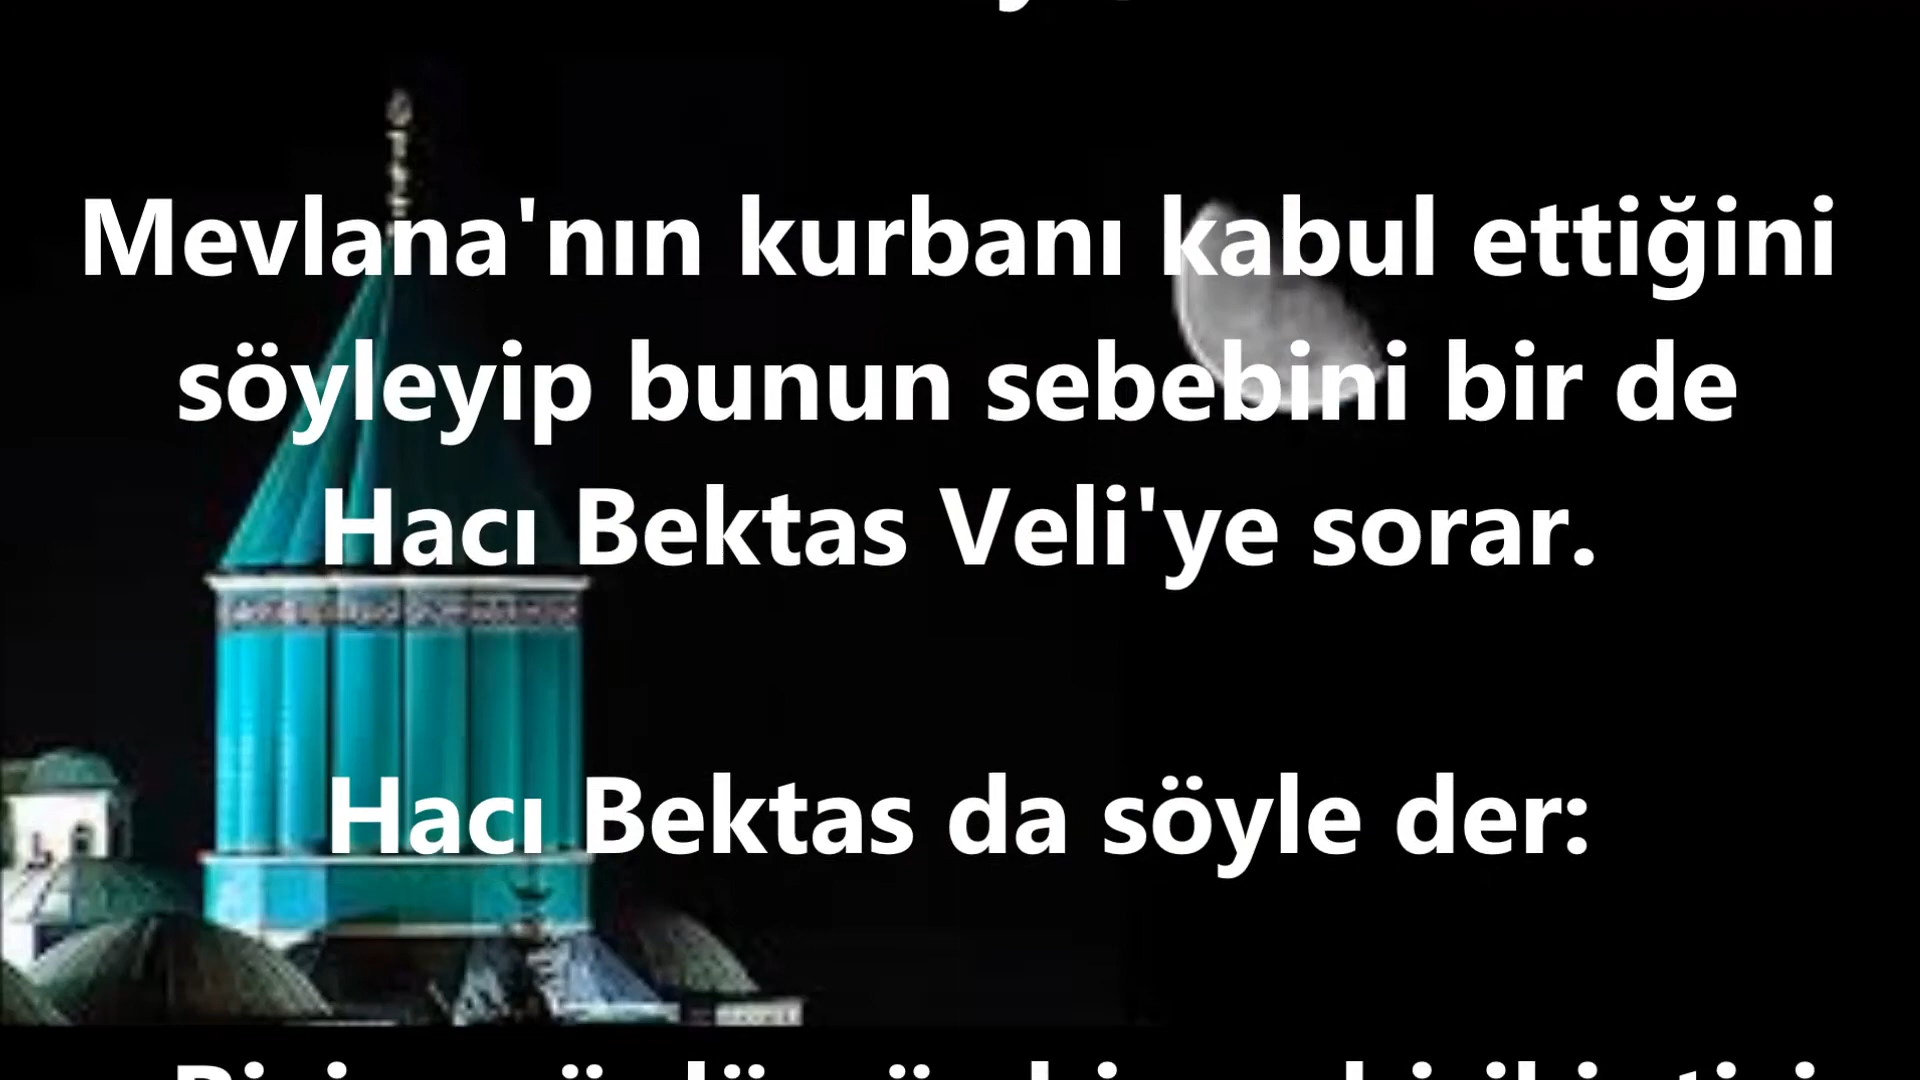 Mevlana'nın kurbanı kabul ettiğini
söyleyip bunun sebebini bir de
Hacı Bektas Veli'ye sorar.
Hacı Bektas da söyle der: